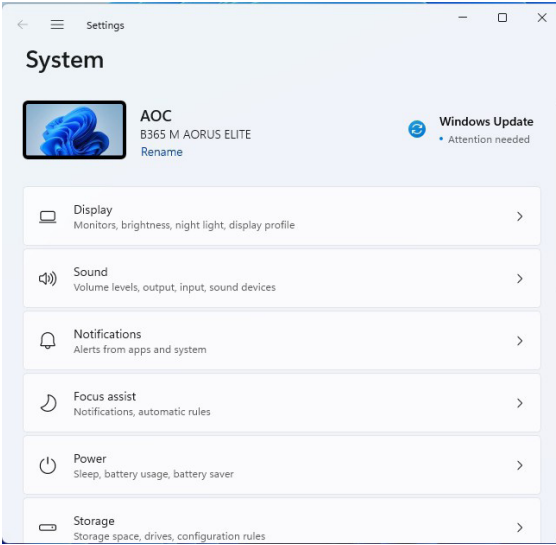 Settings
System
AOC
B365 M AORUS ELITE
Rename
Windows Update
• Attention needed
Display
Monitors, brightness, night light, display profile
Sound
Volume levels, output, input, sound devices
Notifications
Alerts from apps and system
Focus assist
Notifications, automatic rules
Power
Sleep, battery usage, battery saver
Storage
Storage space, drives, configuration rules